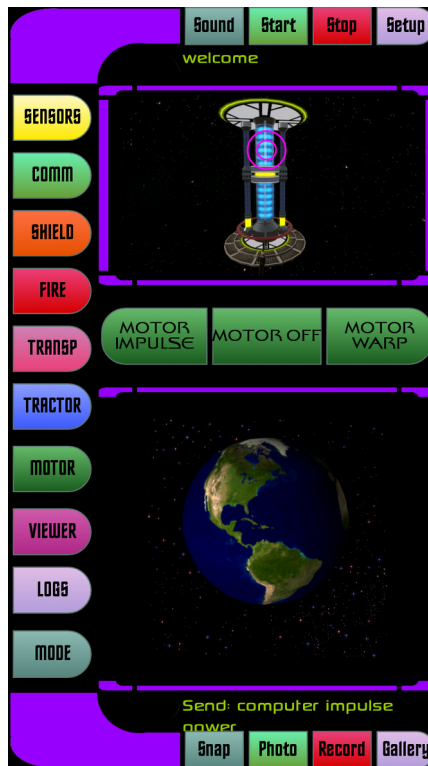 Sound Start Stop Setup
welcome
SENSORS
COMM
SHIELD
FIRE
TRANSP
TRACTOR
MOTOR
VIEWER
LOGS
MODE
MOTOR IMPULSE
MOTOR OFF
MOTOR WARP
Send: computer impulse
power
Snap Photo Record Gallery